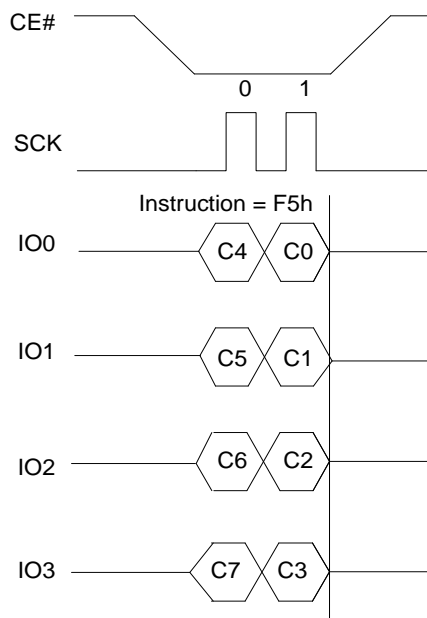 CE#
0 1
SCK
Instruction = F5h
IO0 C4 C0
IO1 C5 C1
IO2 C6 C2
IO3 C7 C3